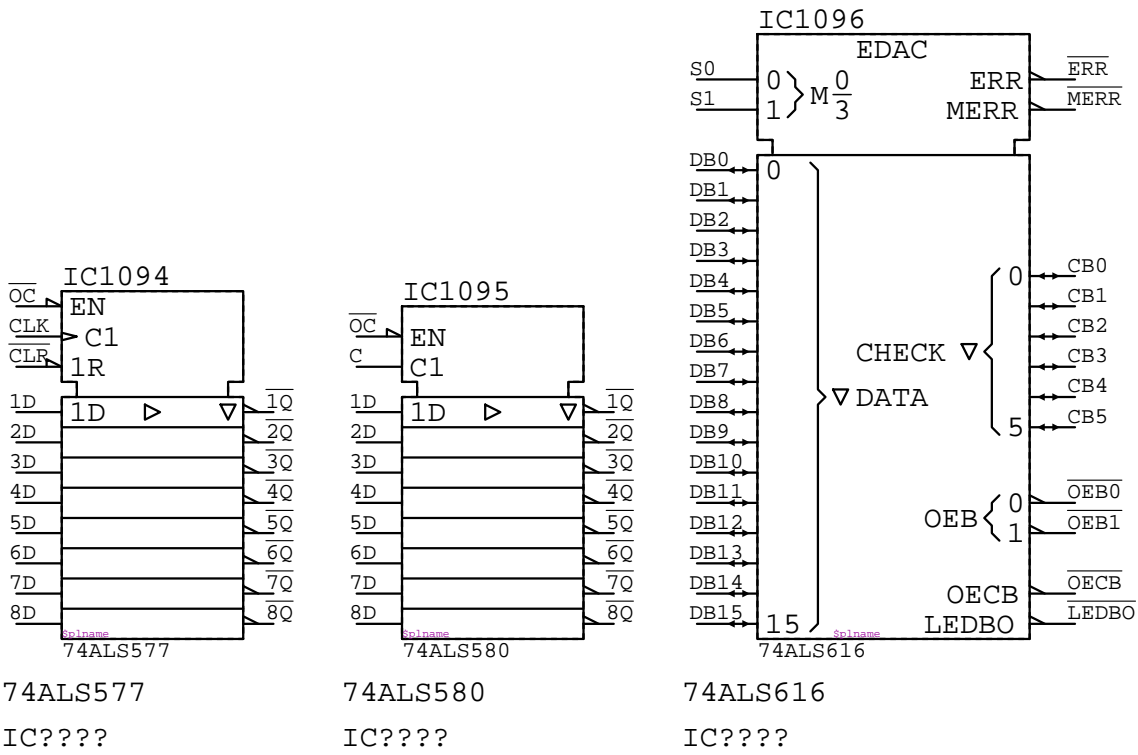 IC1094
OC
EN
CLK
C1
CLR
1R
1D
1D
1Q
2D
2Q
3D
3Q
4D
4Q
5D
5Q
6D
6Q
7D
7Q
8D
8Q
$plname
74ALS577
74ALS577
IC????
IC1095
OC
EN
C
C1
1D
1D
1Q
2D
2Q
3D
3Q
4D
4Q
5D
5Q
6D
6Q
7D
7Q
8D
8Q
$plname
74ALS580
74ALS580
IC????
IC1096
EDAC
S0
0
ERR
ERR
M 0
3
S1
1
MERR
MERR
DB0
0
DB1
DB2
DB3
DB4
DB5
DB6
DB7
DB8
DB9
DB10
DB11
DB12
DB13
DB14
DB15
15
DATA
CHECK
0
5
CB0
CB1
CB2
CB3
CB4
CB5
OEB
0
OEB0
1
OEB1
OECB
OECB
LEDBO
LEDBO
$plname
74ALS616
74ALS616
IC????